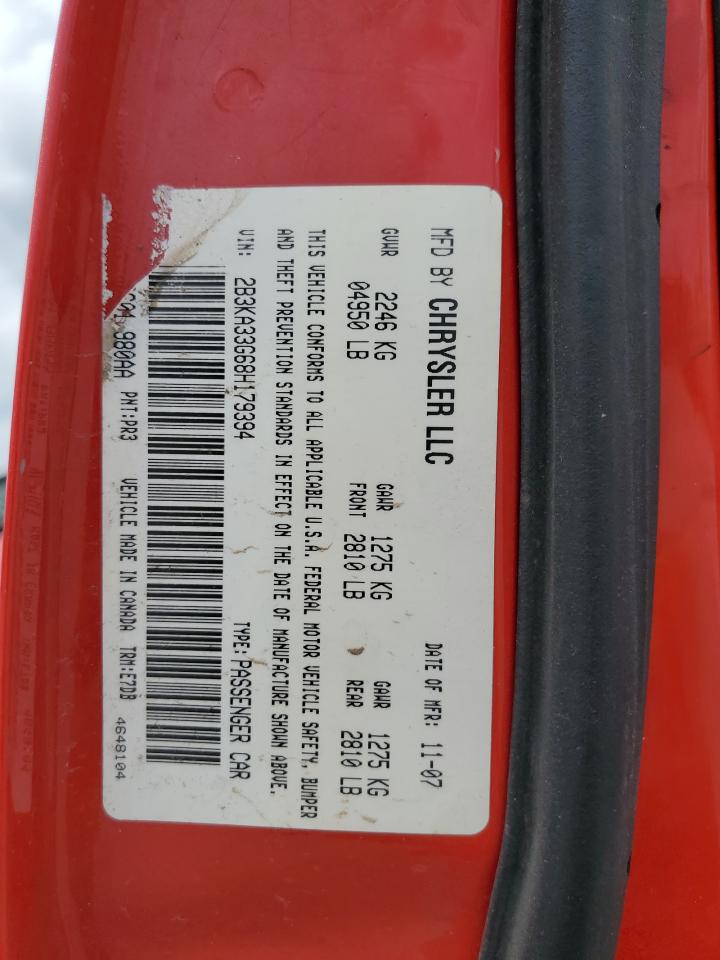 MFD BY CHRYSLER LLC DATE OF MFR: 11-07
GVWR 2246 KG GAWR 1275 KG GAWR 1275 KG
04950 LB FRONT 2810 LB REAR 2810 LB
THIS VEHICLE CONFORMS TO ALL APPLICABLE U.S.A. FEDERAL MOTOR VEHICLE SAFETY, BUMPER
AND THEFT PREVENTION STANDARDS IN EFFECT ON THE DATE OF MANUFACTURE SHOWN ABOVE.
VIN: 2B3KA33G68H179394 TYPE: PASSENGER CAR
980AA PNT:PR3 VEHICLE MADE IN CANADA TRM:E7DB
4648104